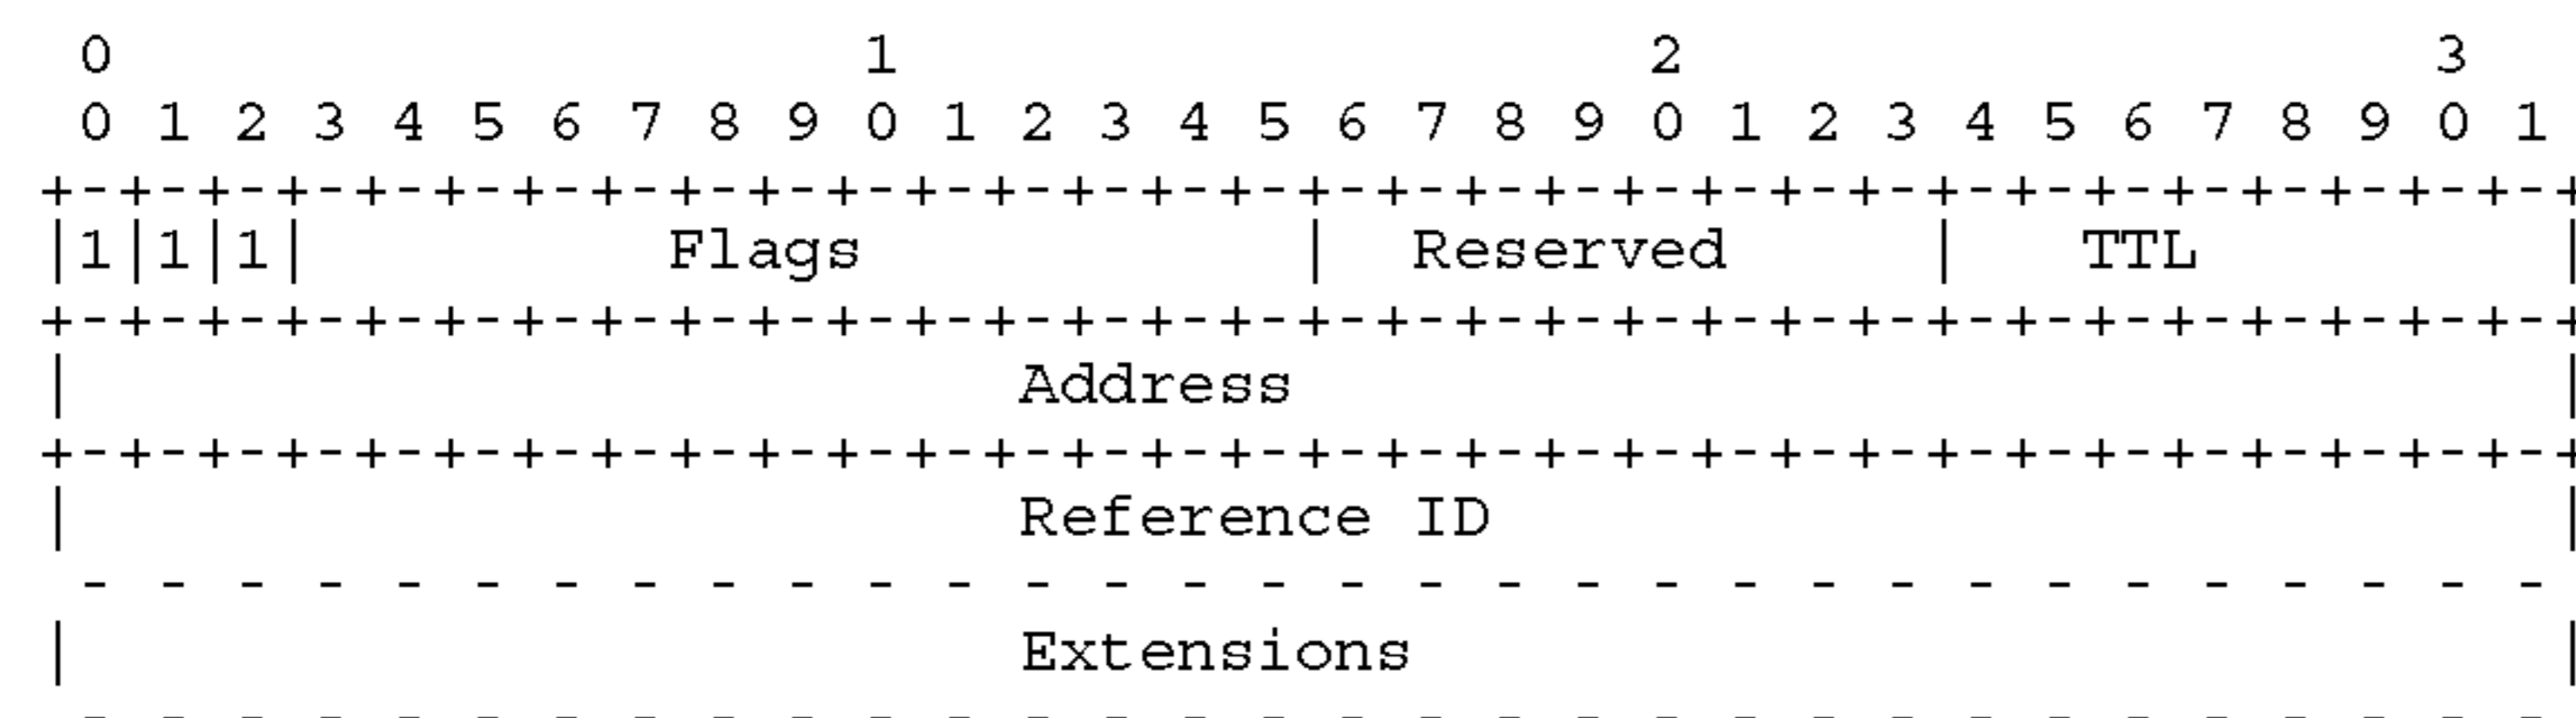 0                   1                   2                   3
 0 1 2 3 4 5 6 7 8 9 0 1 2 3 4 5 6 7 8 9 0 1 2 3 4 5 6 7 8 9 0 1
+-+-+-+-+-+-+-+-+-+-+-+-+-+-+-+-+-+-+-+-+-+-+-+-+-+-+-+-+-+-+-+-+
|1|1|1|         Flags           |  Reserved     |   TTL         |
+-+-+-+-+-+-+-+-+-+-+-+-+-+-+-+-+-+-+-+-+-+-+-+-+-+-+-+-+-+-+-+-+
|                        Address                                |
+-+-+-+-+-+-+-+-+-+-+-+-+-+-+-+-+-+-+-+-+-+-+-+-+-+-+-+-+-+-+-+-+
|                        Reference ID                           |
 - - - - - - - - - - - - - - - - - - - - - - - - - - - - - - - -
|                        Extensions                             |
 - - - - - - - - - - - - - - - - - - - - - - - - - - - - - - - -